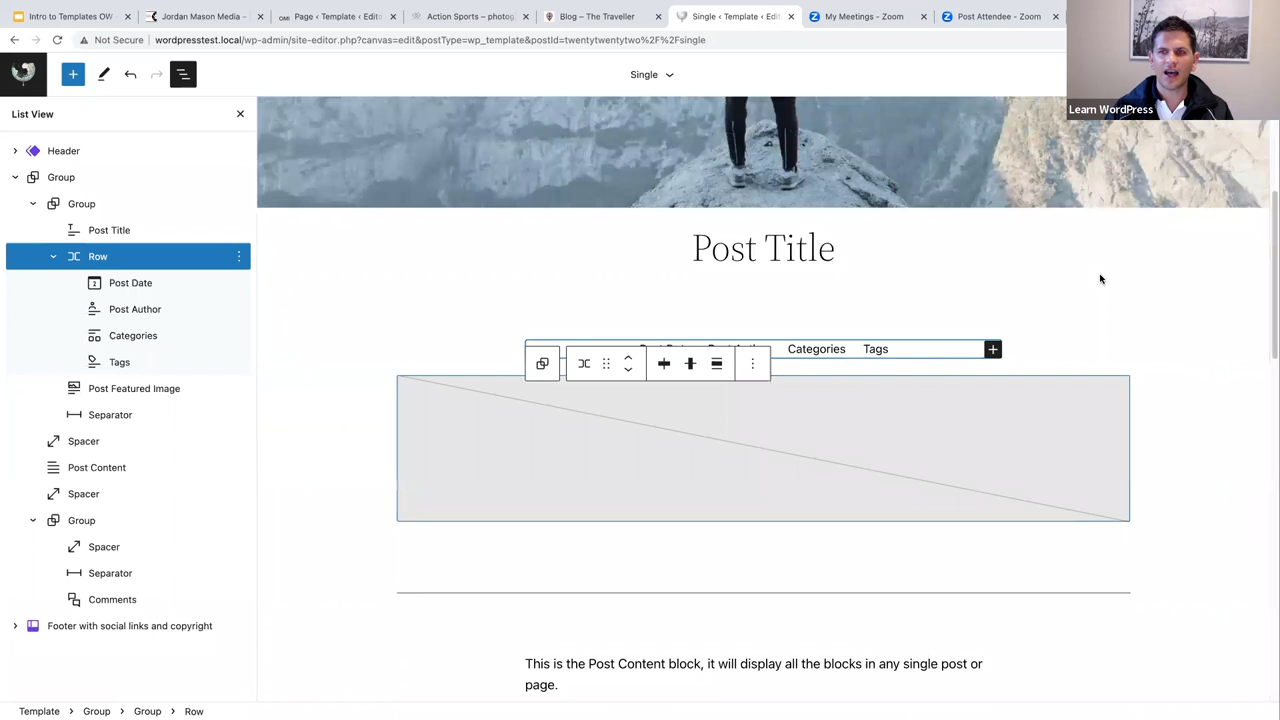 Intro to Templates OW
Jordan Mason Media –
Page ‹ Template ‹ Edito
Action Sports – photog
Blog – The Traveller
Single ‹ Template ‹ Edit
My Meetings - Zoom
Post Attendee - Zoom
Not Secure
wordpresstest.local/wp-admin/site-editor.php?canvas=edit&postType=wp_template&postId=twentytwentytwo%2F%2Fsingle
Single
Learn WordPress
List View
Header
Group
Group
Post Title
Row
Post Date
Post Author
Categories
Tags
Post Featured Image
Separator
Spacer
Post Content
Spacer
Group
Spacer
Separator
Comments
Footer with social links and copyright
Post Title
Categories Tags
This is the Post Content block, it will display all the blocks in any single post or
page.
Template › Group › Group › Row